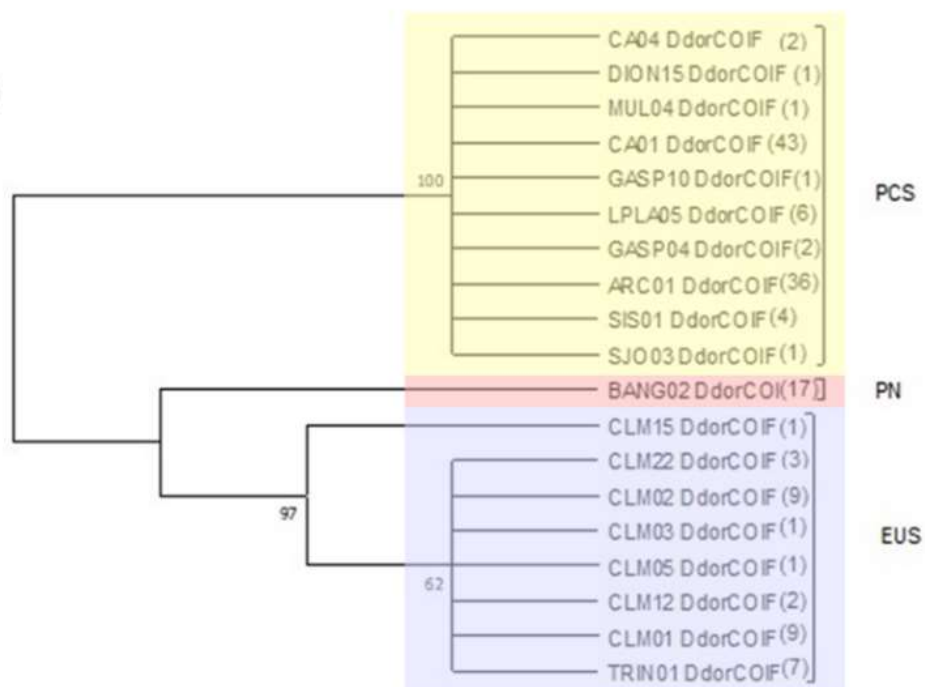 CA04 DdorCOIF (2)
DION15 DdorCOIF (1)
MUL04 DdorCOIF (1)
CA01 DdorCOIF (43)
100
GASP10 DdorCOIF (1)
PCS
LPLA05 DdorCOIF (6)
GASP04 DdorCOIF (2)
ARC01 DdorCOIF (36)
SIS01 DdorCOIF (4)
SJO03 DdorCOIF (1)
BANG02 DdorCOI (17)
PN
CLM15 DdorCOIF (1)
CLM22 DdorCOIF (3)
CLM02 DdorCOIF (9)
97
CLM03 DdorCOIF (1)
EUS
CLM05 DdorCOIF (1)
62
CLM12 DdorCOIF (2)
CLM01 DdorCOIF (9)
TRIN01 DdorCOIF (7)